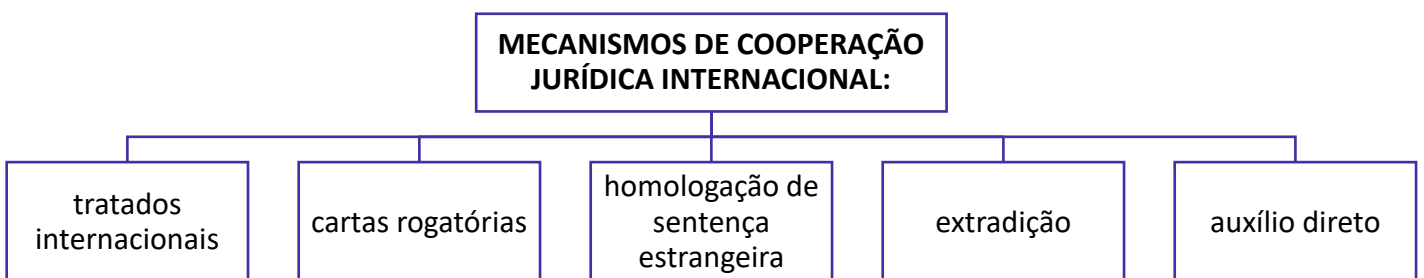 MECANISMOS DE COOPERAÇÃO
JURÍDICA INTERNACIONAL:
tratados
internacionais
cartas rogatórias
homologação de
sentença
estrangeira
extradição
auxílio direto